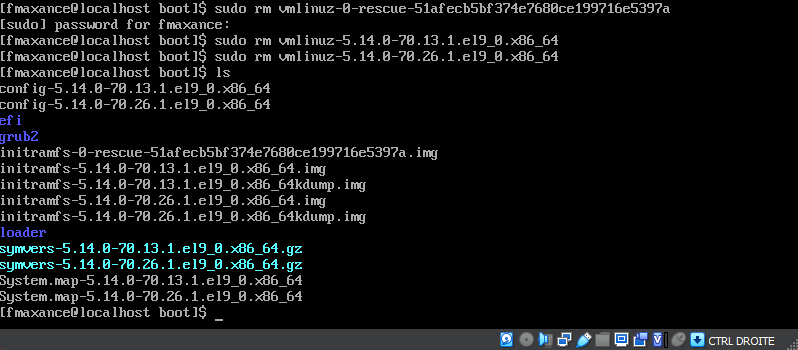 [fmaxance@localhost boot]$ sudo rm vmlinuz-0-rescue-51afecb5bf374e7680ce199716e5397a
[sudo] password for fmaxance:
[fmaxance@localhost boot]$ sudo rm vmlinuz-5.14.0-70.13.1.el9_0.x86_64
[fmaxance@localhost boot]$ sudo rm vmlinuz-5.14.0-70.26.1.el9_0.x86_64
[fmaxance@localhost boot]$ ls
config-5.14.0-70.13.1.el9_0.x86_64
config-5.14.0-70.26.1.el9_0.x86_64
efi
grub2
initramfs-0-rescue-51afecb5bf374e7680ce199716e5397a.img
initramfs-5.14.0-70.13.1.el9_0.x86_64.img
initramfs-5.14.0-70.13.1.el9_0.x86_64kdump.img
initramfs-5.14.0-70.26.1.el9_0.x86_64.img
initramfs-5.14.0-70.26.1.el9_0.x86_64kdump.img
loader
symvers-5.14.0-70.13.1.el9_0.x86_64.gz
symvers-5.14.0-70.26.1.el9_0.x86_64.gz
System.map-5.14.0-70.13.1.el9_0.x86_64
System.map-5.14.0-70.26.1.el9_0.x86_64
[fmaxance@localhost boot]$ _
CTRL DROITE